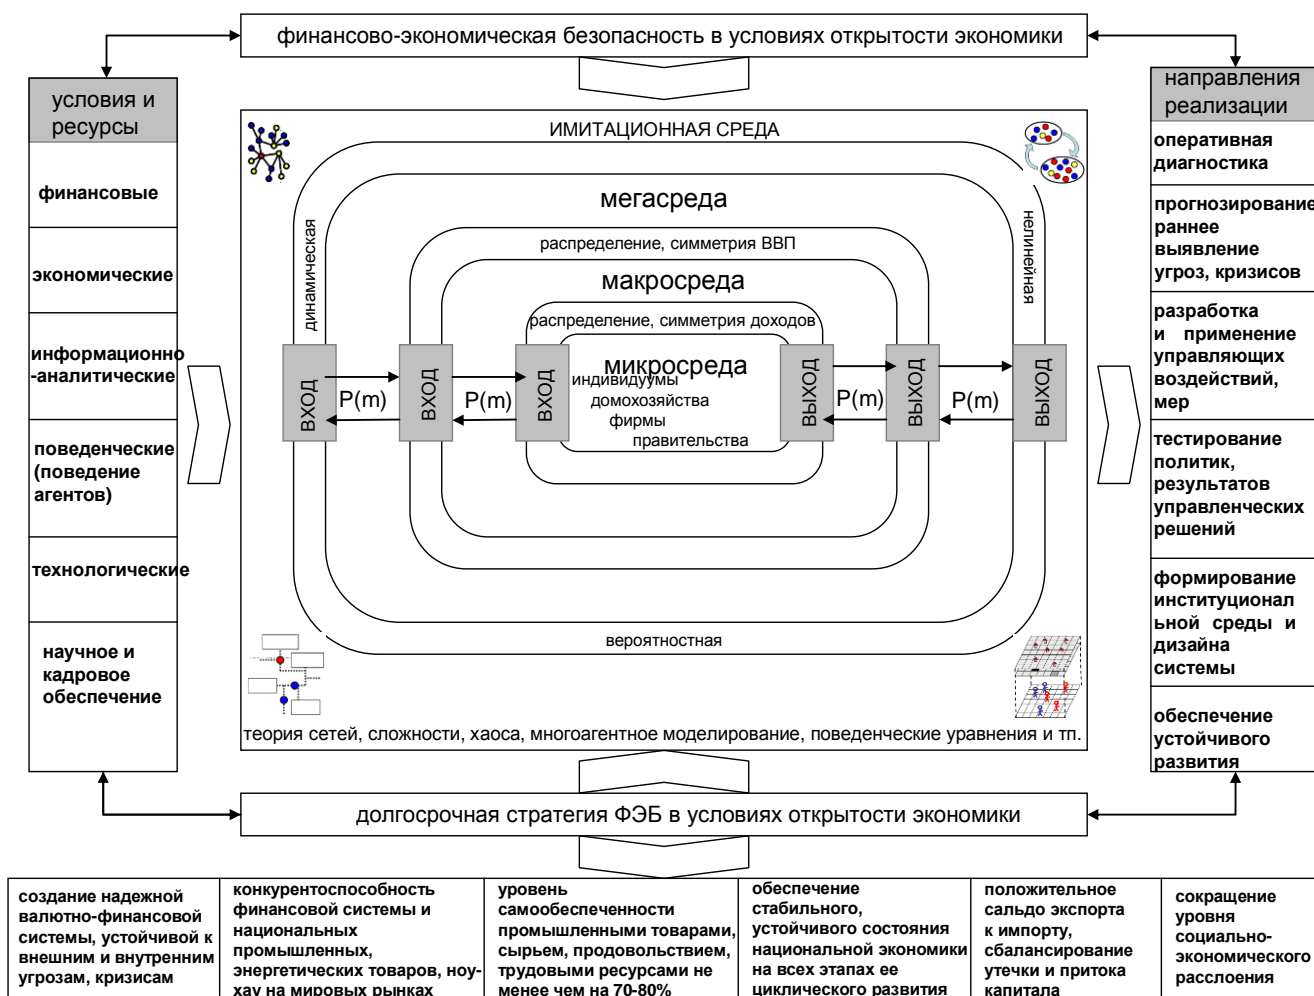 финансово-экономическая безопасность в условиях открытости экономики
условия и
ресурсы
финансовые
экономические
информационно
-аналитические
поведенческие
(поведение
агентов)
технологические
научное и
кадровое
обеспечение
ИМИТАЦИОННАЯ СРЕДА
динамическая
нелинейная
мегасреда
распределение, симметрия ВВП
макросреда
распределение, симметрия доходов
микросреда
индивидуумы
домохозяйства
фирмы
правительства
ВХОД
P(m)
ВХОД
P(m)
ВХОД
ВЫХОД
P(m)
ВЫХОД
P(m)
ВЫХОД
вероятностная
теория сетей, сложности, хаоса, многоагентное моделирование, поведенческие уравнения и тп.
направления
реализации
оперативная
диагностика
прогнозирование
раннее
выявление
угроз, кризисов
разработка
и применение
управляющих
воздействий,
мер
тестирование
политик,
результатов
управленческих
решений
формирование
институционал
ьной среды и
дизайна
системы
обеспечение
устойчивого
развития
долгосрочная стратегия ФЭБ в условиях открытости экономики
создание надежной
валютно-финансовой
системы, устойчивой к
внешним и внутренним
угрозам, кризисам
конкурентоспособность
финансовой системы и
национальных
промышленных,
энергетических товаров, ноу-
хау на мировых рынках
уровень
самообеспеченности
промышленными товарами,
сырьем, продовольствием,
трудовыми ресурсами не
менее чем на 70-80%
обеспечение
стабильного,
устойчивого состояния
национальной экономики
на всех этапах ее
циклического развития
положительное
сальдо экспорта
к импорту,
сбалансирование
утечки и притока
капитала
сокращение
уровня
социально-
экономического
расслоения